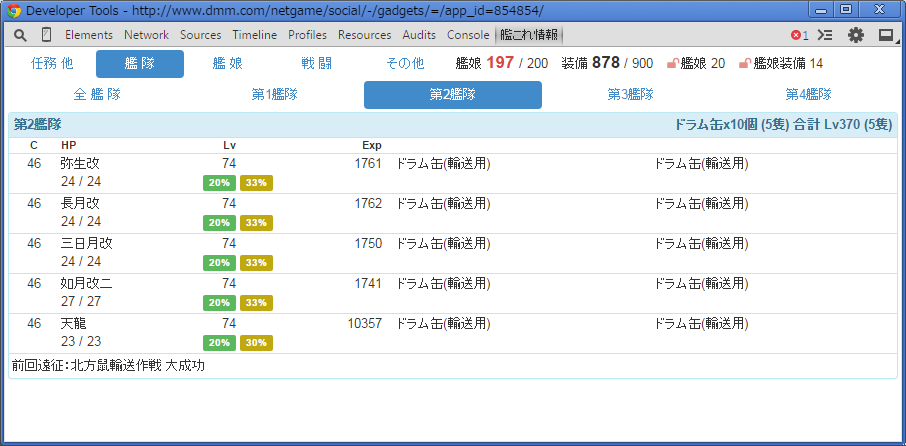 Developer Tools - http://www.dmm.com/netgame/social/-/gadgets/=/app_id=854854/
Elements Network Sources Timeline Profiles Resources Audits Console 艦これ情報 1
任務 他 艦 隊 艦 娘 戦 闘 その他 艦娘 197 / 200 装備 878 / 900 艦娘 20 艦娘装備 14
全 艦 隊 第1艦隊 第2艦隊 第3艦隊 第4艦隊
第2艦隊 ドラム缶x10個 (5隻) 合計 Lv370 (5隻)
C HP Lv Exp
46 弥生改 74 1761 ドラム缶(輸送用) ドラム缶(輸送用)
24 / 24 20% 33%
46 長月改 74 1762 ドラム缶(輸送用) ドラム缶(輸送用)
24 / 24 20% 33%
46 三日月改 74 1750 ドラム缶(輸送用) ドラム缶(輸送用)
24 / 24 20% 33%
46 如月改二 74 1741 ドラム缶(輸送用) ドラム缶(輸送用)
27 / 27 20% 33%
46 天龍 74 10357 ドラム缶(輸送用) ドラム缶(輸送用)
23 / 23 20% 30%
前回遠征:北方鼠輸送作戦 大成功